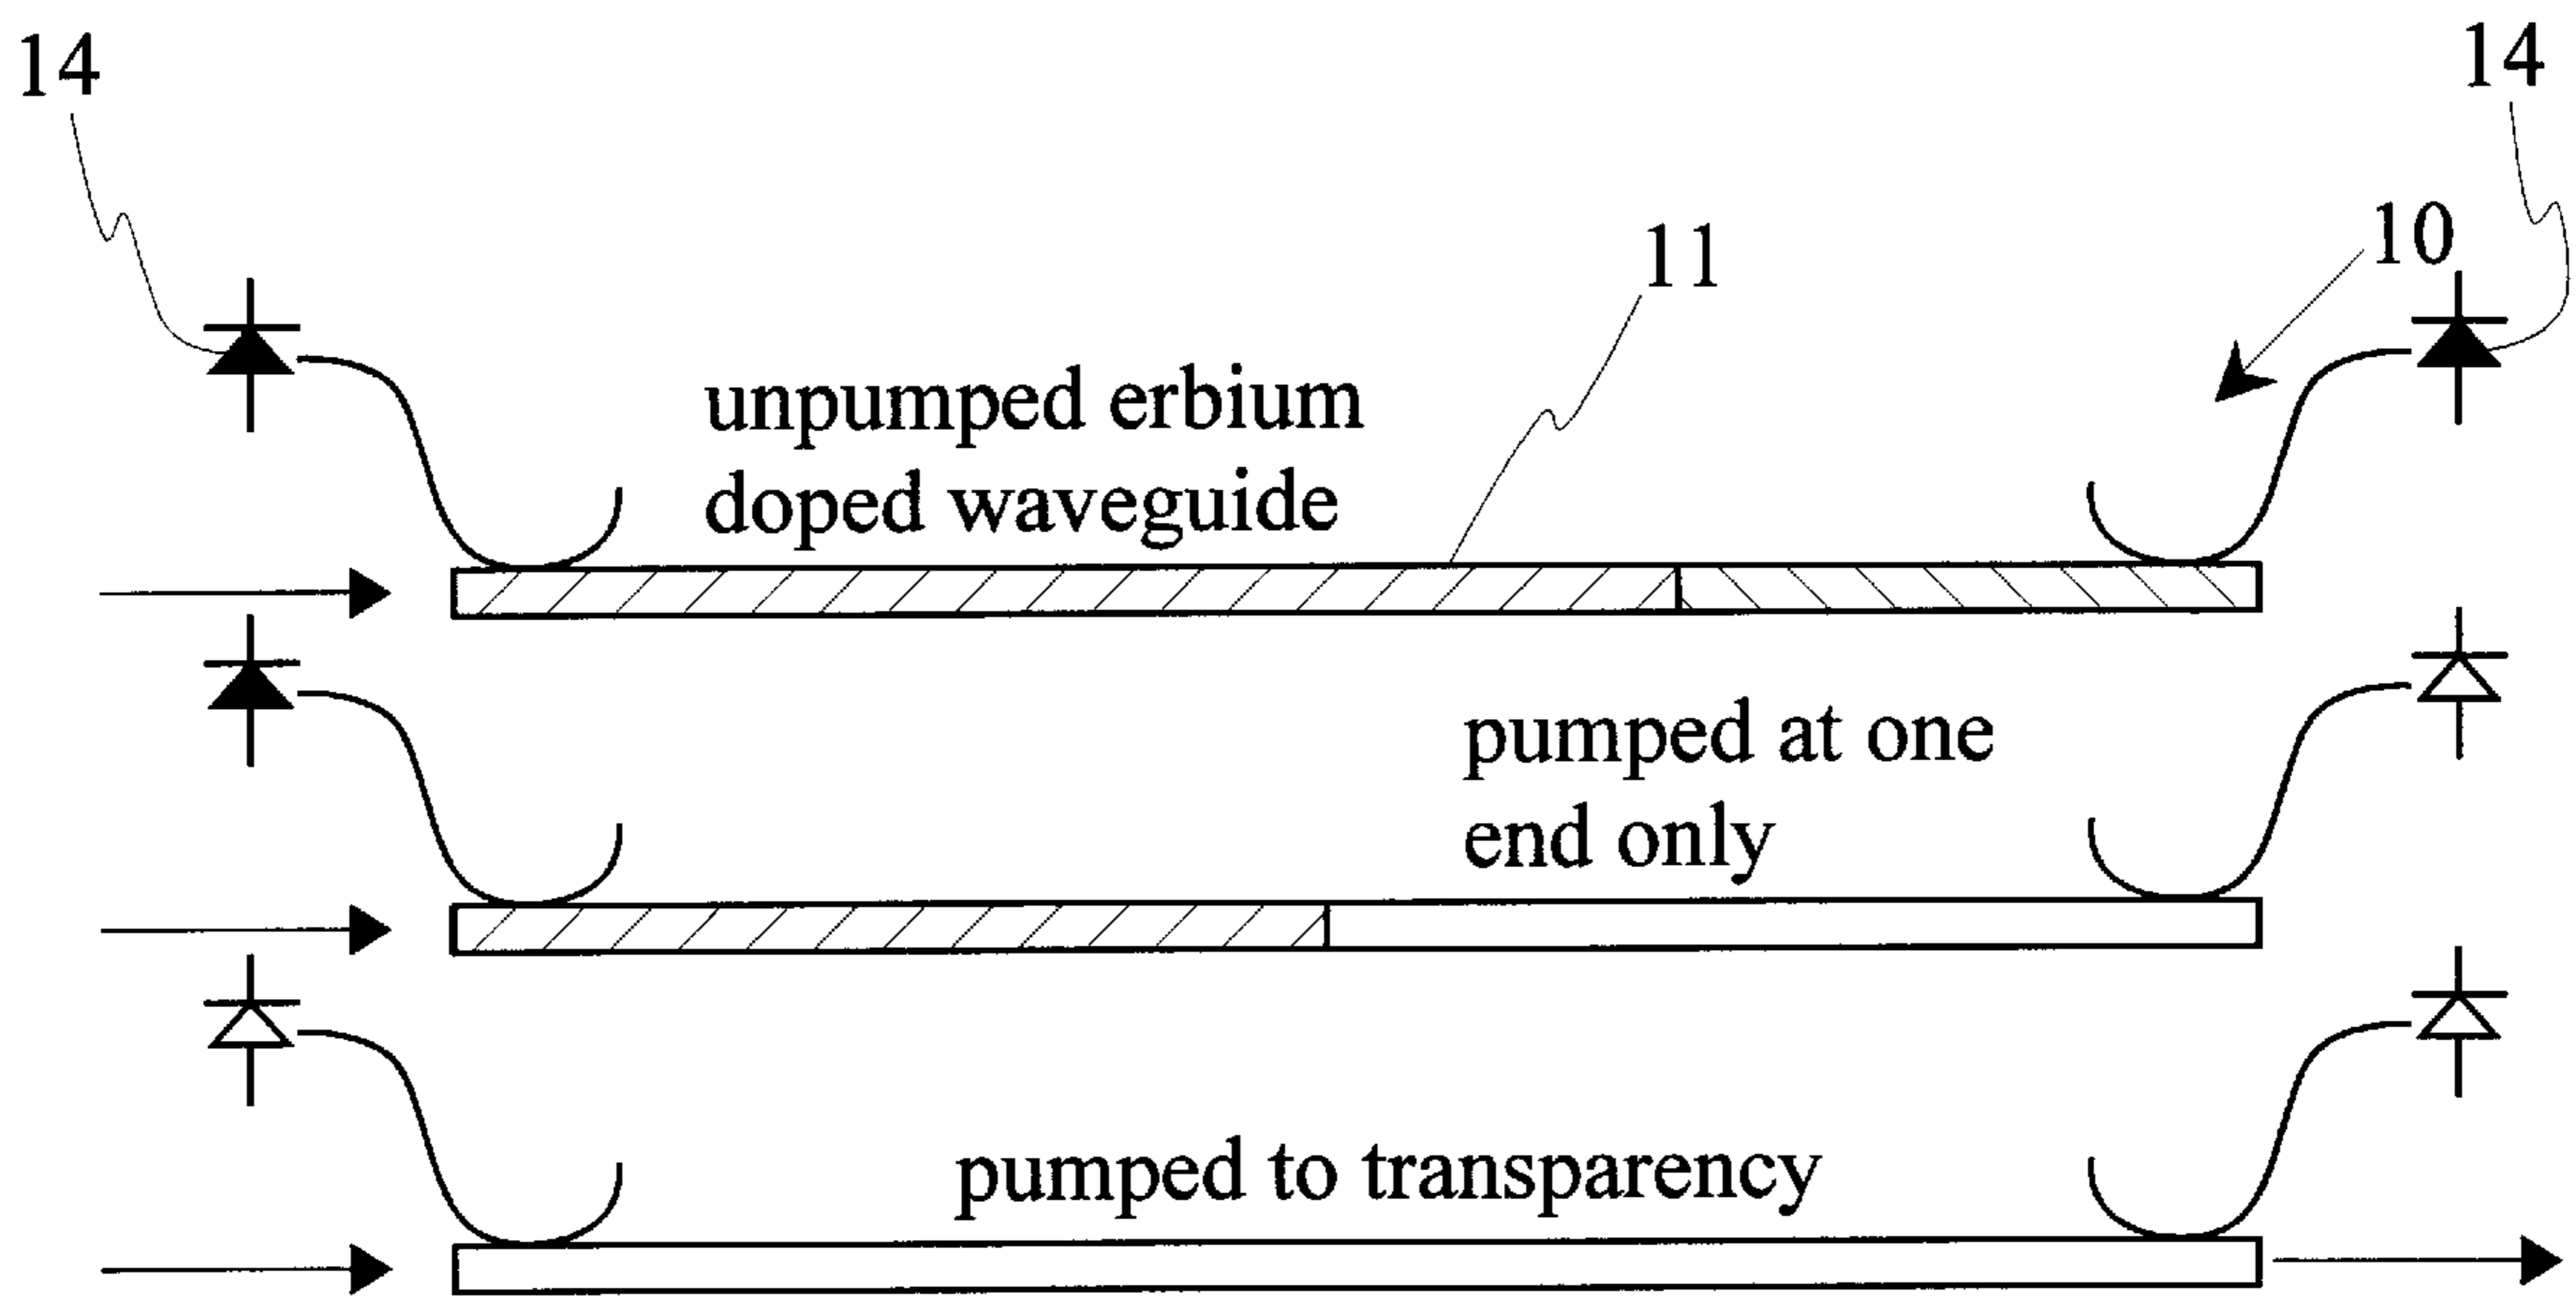 14
14
10
11
unpumped erbium
doped waveguide
pumped at one
end only
pumped to transparency